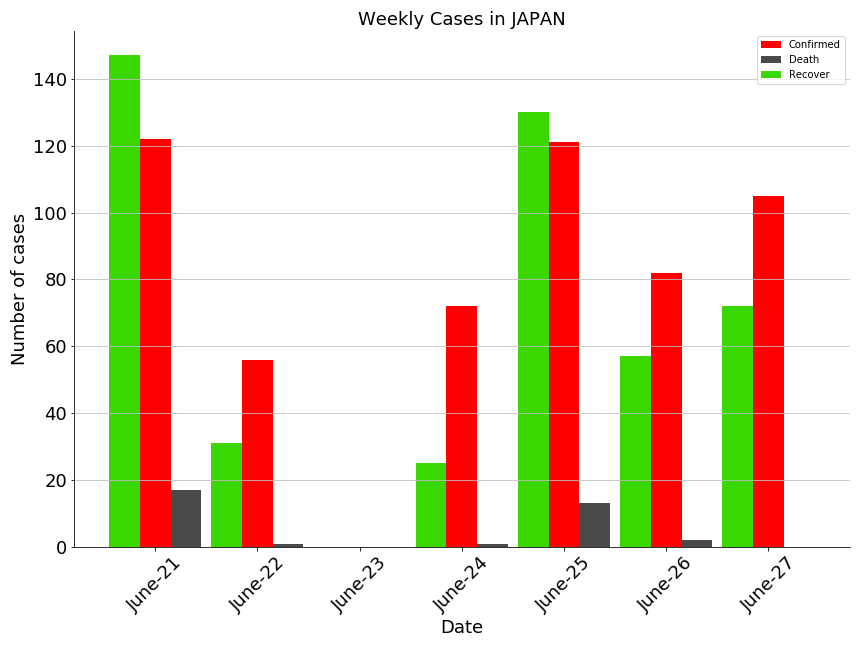 Weekly Cases in JAPAN
Confirmed
Death
Recover
Number of cases
140
120
100
80
60
40
20
0
June-21
June-22
June-23
June-24
June-25
June-26
June-27
Date